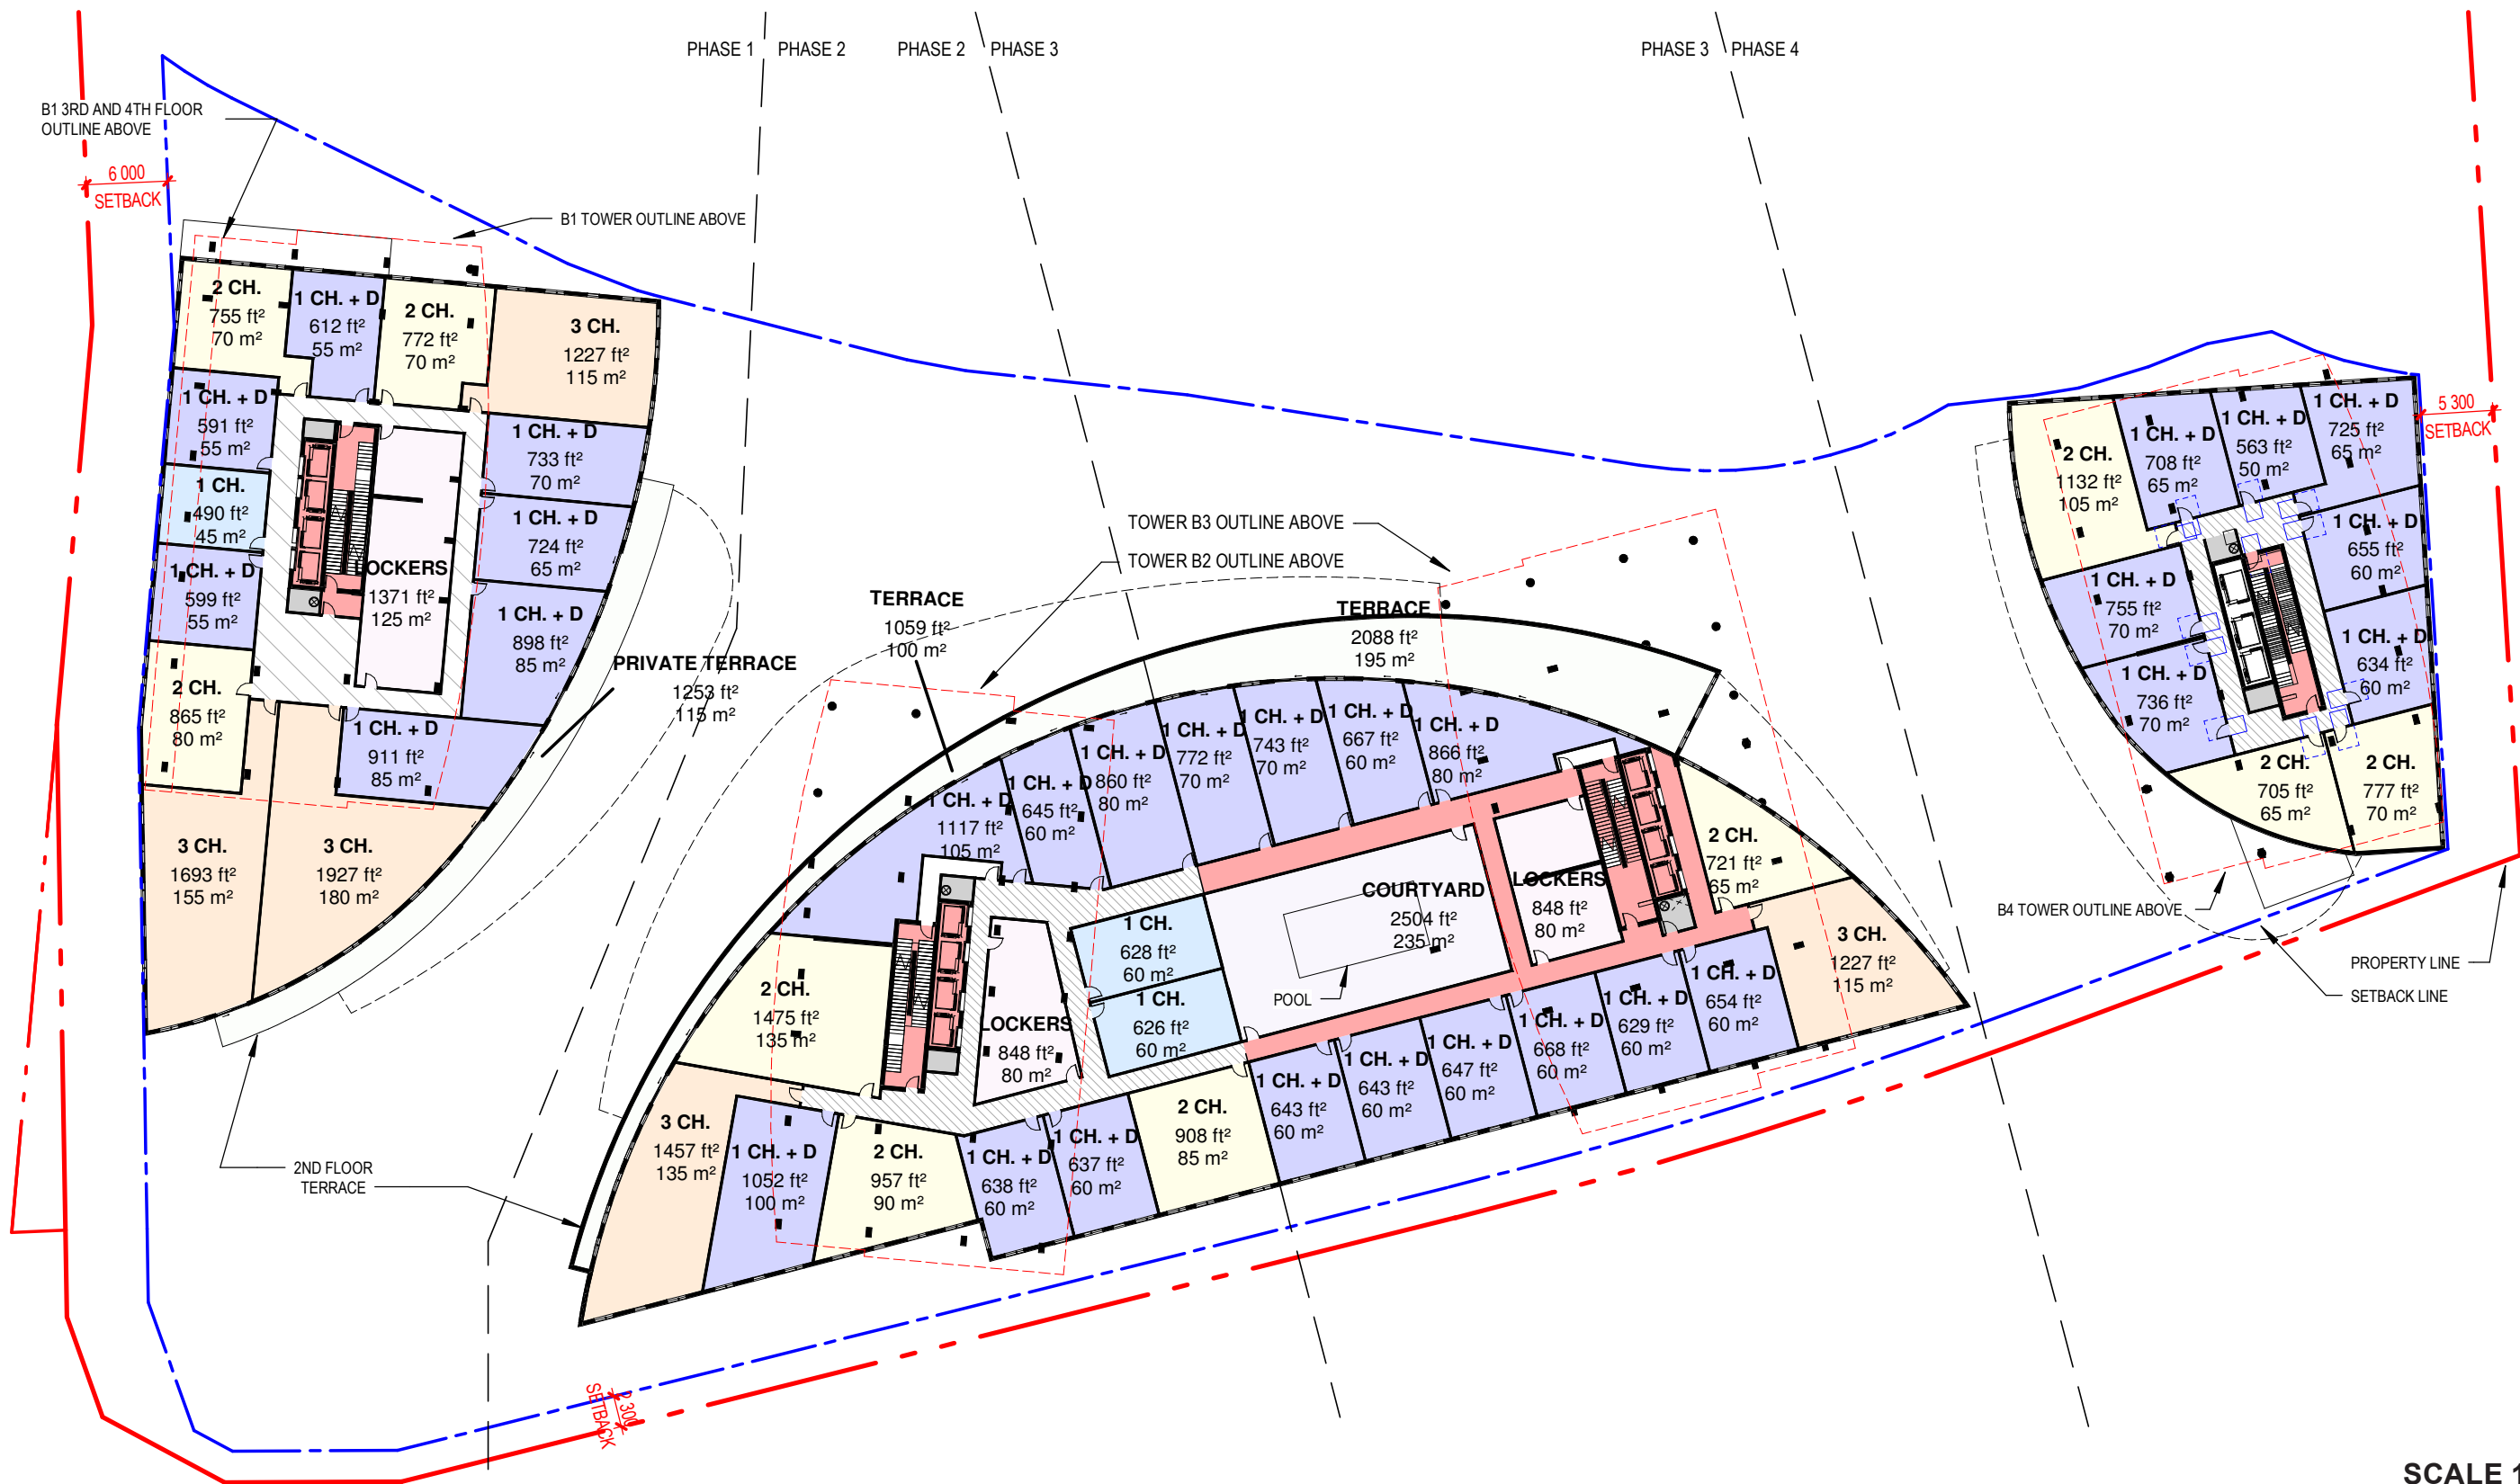 PHASE 1
PHASE 2
PHASE 2
PHASE 3
PHASE 3
PHASE 4
B1 3RD AND 4TH FLOOR
OUTLINE ABOVE
6 000
SETBACK
B1 TOWER OUTLINE ABOVE
2 CH.
755 ft²
70 m²
1 CH. + D
612 ft²
55 m²
2 CH.
772 ft²
70 m²
3 CH.
1227 ft²
115 m²
1 CH. + D
591 ft²
55 m²
1 CH. + D
733 ft²
70 m²
1 CH.
490 ft²
45 m²
1 CH. + D
724 ft²
65 m²
1 CH. + D
599 ft²
55 m²
LOCKERS
1371 ft²
125 m²
1 CH. + D
898 ft²
85 m²
2 CH.
865 ft²
80 m²
1 CH. + D
911 ft²
85 m²
3 CH.
1693 ft²
155 m²
3 CH.
1927 ft²
180 m²
PRIVATE TERRACE
1253 ft²
115 m²
2ND FLOOR
TERRACE
TERRACE
1059 ft²
100 m²
TOWER B3 OUTLINE ABOVE
TOWER B2 OUTLINE ABOVE
TERRACE
2088 ft²
195 m²
1 CH. + D
1117 ft²
105 m²
1 CH. + D
645 ft²
60 m²
1 CH. + D
860 ft²
80 m²
1 CH. + D
772 ft²
70 m²
1 CH. + D
743 ft²
70 m²
1 CH. + D
667 ft²
60 m²
1 CH. + D
866 ft²
80 m²
2 CH.
721 ft²
65 m²
3 CH.
1227 ft²
115 m²
COURTYARD
2504 ft²
235 m²
POOL
LOCKERS
848 ft²
80 m²
1 CH.
628 ft²
60 m²
1 CH.
626 ft²
60 m²
LOCKERS
848 ft²
80 m²
2 CH.
1475 ft²
135 m²
3 CH.
1457 ft²
135 m²
1 CH. + D
1052 ft²
100 m²
2 CH.
957 ft²
90 m²
1 CH. + D
638 ft²
60 m²
1 CH. + D
637 ft²
60 m²
2 CH.
908 ft²
85 m²
1 CH. + D
643 ft²
60 m²
1 CH. + D
643 ft²
60 m²
1 CH. + D
647 ft²
60 m²
1 CH. + D
668 ft²
60 m²
1 CH. + D
629 ft²
60 m²
1 CH. + D
654 ft²
60 m²
2 CH.
1132 ft²
105 m²
1 CH. + D
708 ft²
65 m²
1 CH. + D
563 ft²
50 m²
1 CH. + D
725 ft²
65 m²
5 300
SETBACK
1 CH. + D
655 ft²
60 m²
1 CH. + D
755 ft²
70 m²
1 CH. + D
634 ft²
60 m²
1 CH. + D
736 ft²
70 m²
2 CH.
705 ft²
65 m²
2 CH.
777 ft²
70 m²
B4 TOWER OUTLINE ABOVE
PROPERTY LINE
SETBACK LINE
SETBACK
SCALE 1